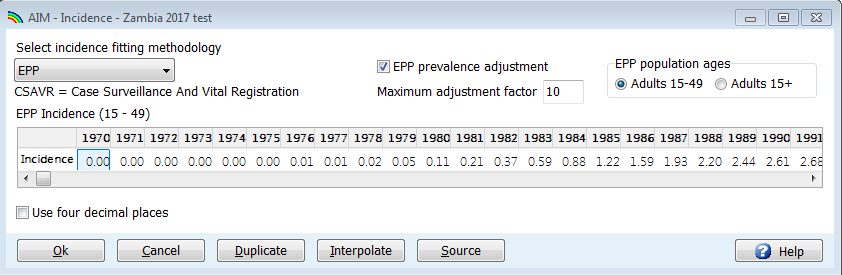 AIM - Incidence - Zambia 2017 test
Select incidence fitting methodology
EPP
CSAVR = Case Surveillance And Vital Registration
EPP prevalence adjustment
Maximum adjustment factor 10
EPP population ages
Adults 15-49 Adults 15+
EPP Incidence (15 - 49)
1970 1971 1972 1973 1974 1975 1976 1977 1978 1979 1980 1981 1982 1983 1984 1985 1986 1987 1988 1989 1990 1991
Incidence 0.00 0.00 0.00 0.00 0.00 0.00 0.01 0.01 0.02 0.05 0.11 0.21 0.37 0.59 0.88 1.22 1.59 1.93 2.20 2.44 2.61 2.68
Use four decimal places
Ok Cancel Duplicate Interpolate Source Help